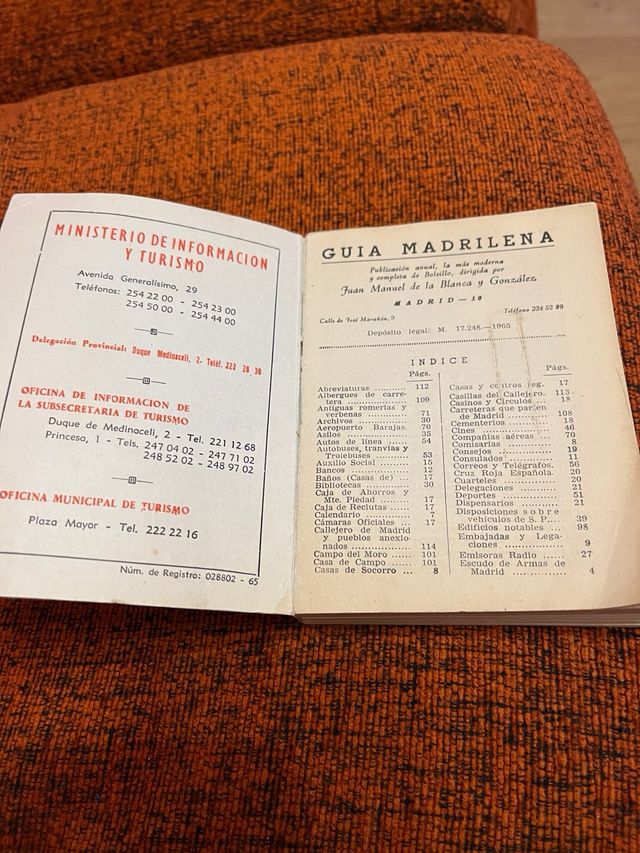 MINISTERIO DE INFORMACION
Y TURISMO
Avenida Generalísimo, 29
Teléfonos: 254 22 00 - 254 23 00
254 50 00 - 254 44 00
Delegación Provincial: Duque Medinaceli, 2. Teléf. 222 28 30
OFICINA DE INFORMACION DE
LA SUBSECRETARIA DE TURISMO
Duque de Medinaceli, 2 - Tel. 221 12 68
Princesa, 1 - Tels. 247 04 02 - 247 71 02
248 52 02 - 248 97 02
OFICINA MUNICIPAL DE TURISMO
Plaza Mayor - Tel. 222 22 16
Núm. de Registro: 028802 - 65
GUIA MADRILEÑA
Publicación anual, la más moderna
y completa de Bolsillo, dirigida por
Juan Manuel de la Blanca y González
MADRID—16
Calle de José Marañón, 9 Teléfono 224 52 99
Depósito legal: M. 17.248.—1965
INDICE
Págs.
Abreviaturas ...... 112
Albergues de carre-
tera ............ 109
Antiguas romerías y
verbenas ......... 71
Archivos ......... 30
Aeropuerto Barajas. 70
Asilos ............ 35
Autos de línea ...... 54
Autobuses, tranvías y
Trolebuses ...... 53
Auxilio Social ...... 15
Bancos ............ 12
Baños (Casas de) ... 17
Bibliotecas ......... 30
Caja de Ahorros y
Mte. Piedad ...... 17
Caja de Reclutas ... 17
Calendario ......... 7
Cámaras Oficiales ... 17
Callejero de Madrid
y pueblos anexio-
nados ............ 114
Campo del Moro ... 101
Casa de Campo ...... 101
Casas de Socorro ... 8
Págs.
Casas y centros reg. 17
Casillas del Callejero. 113
Casinos y Círculos ... 18
Carreteras que parten
de Madrid ......... 108
Cementerios ......... 18
Cines ............ 46
Compañías aéreas ... 70
Comisarías ......... 8
Consejos ............ 19
Consulados ......... 11
Correos y Telégrafos. 56
Cruz Roja Española. 20
Cuarteles ............ 20
Delegaciones ......... 21
Deportes ............ 51
Dispensarios ......... 21
Disposiciones sobre
vehículos de S. P.... 39
Edificios notables ... 98
Embajadas y Lega-
ciones ............ 9
Emisoras Radio ...... 27
Escudo de Armas de
Madrid ............ 4